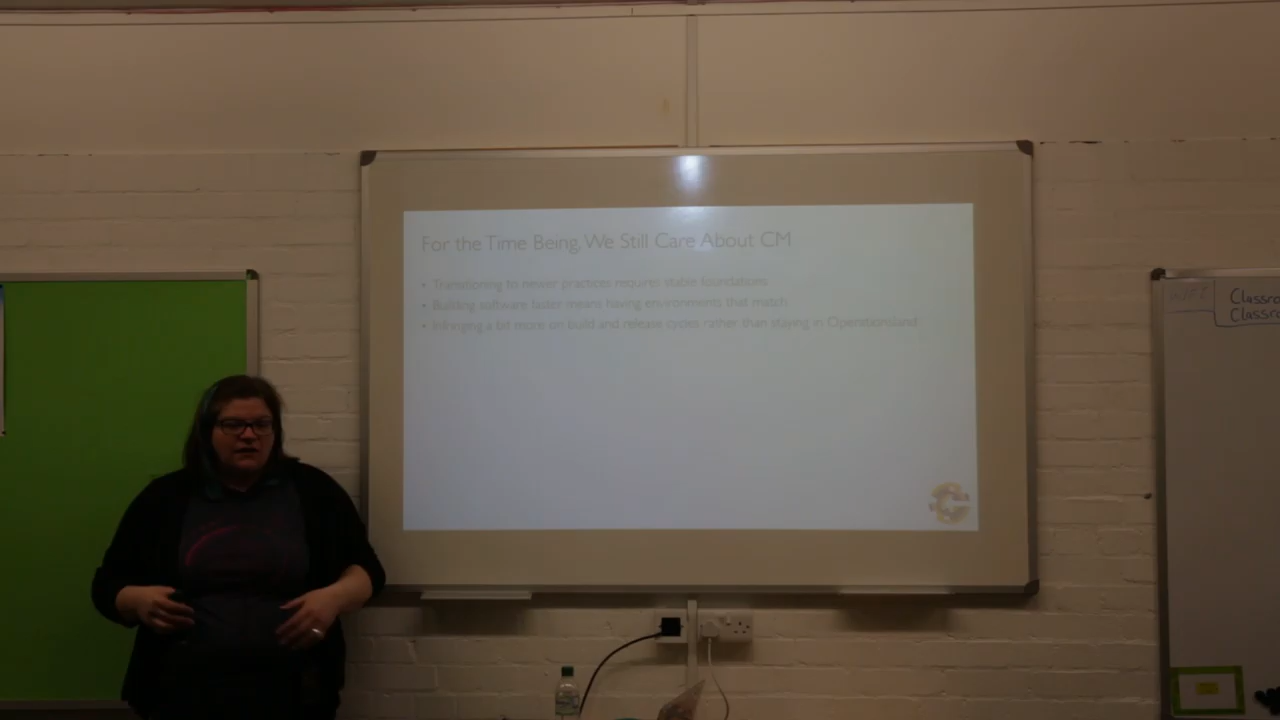 For the Time Being, We Still Care About CM
• Transitioning to newer practices requires stable foundations
• Building software faster means having environments that match
• Infringing a bit more on build and release cycles rather than staying in Operationsland
Classro
Classro